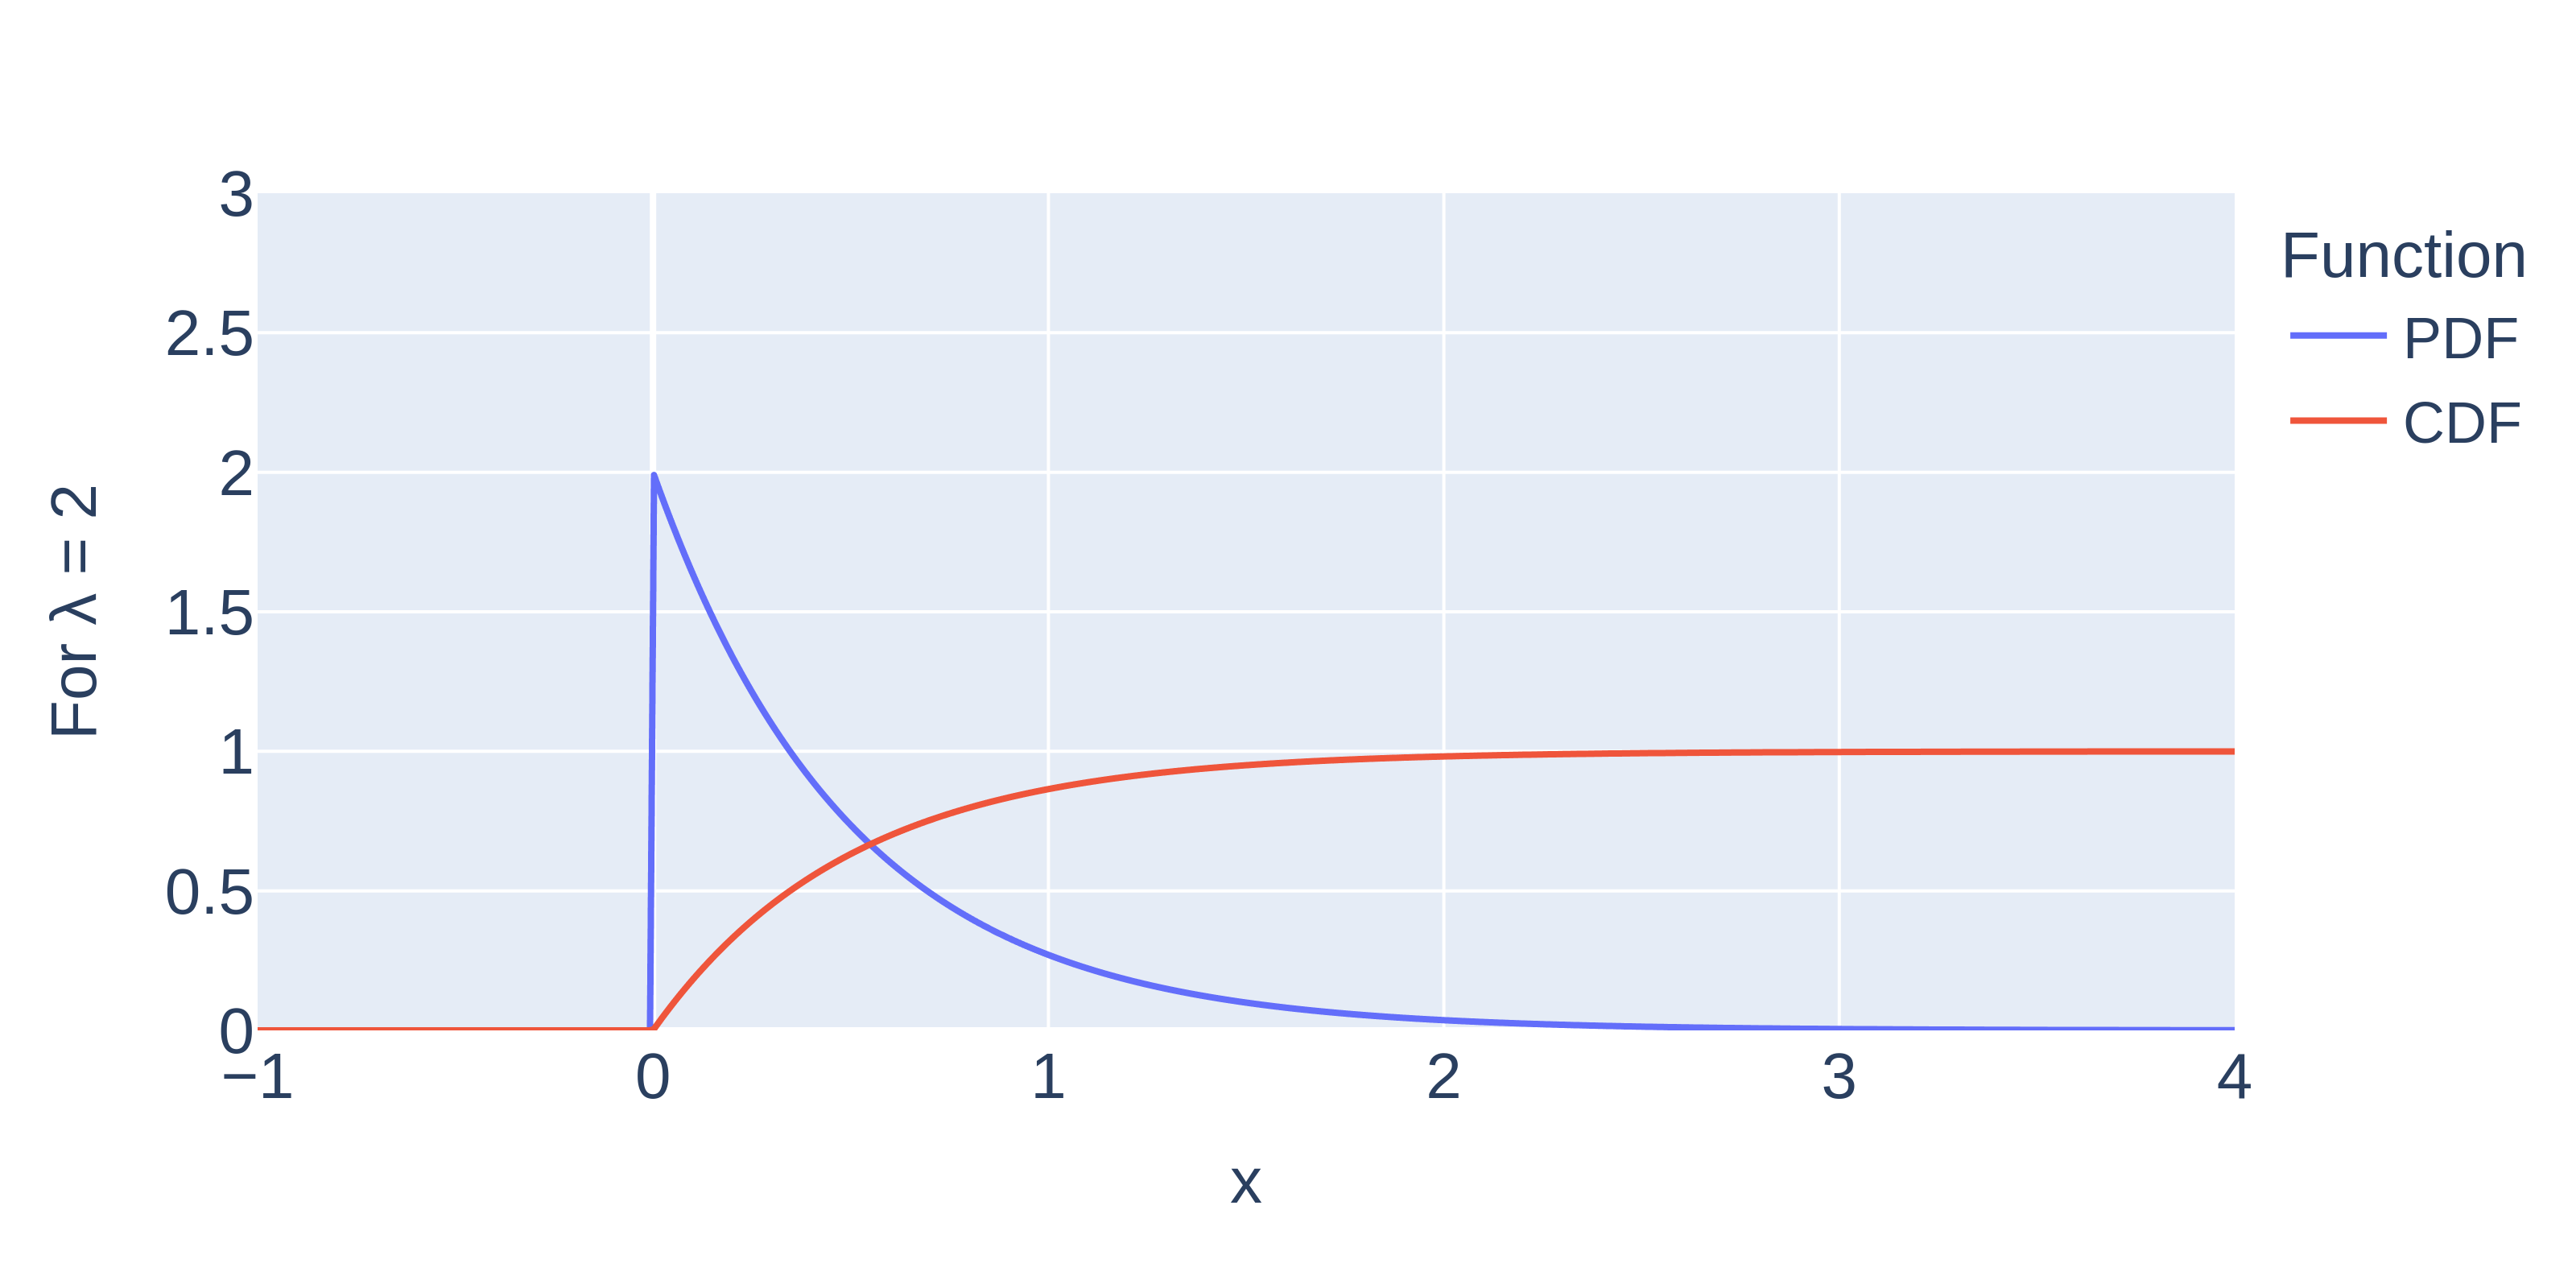 3
2.5
2
1.5
1
0.5
0
−1 0 1 2 3 4
x
For λ = 2
Function
PDF
CDF